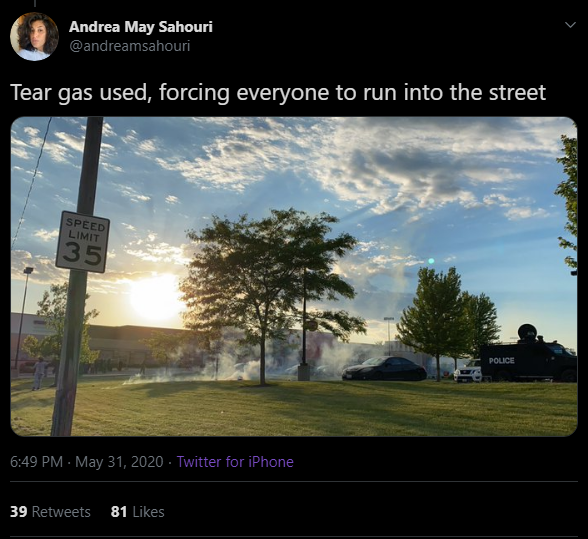 Andrea May Sahouri
@andreamsahouri
Tear gas used, forcing everyone to run into the street
SPEED
LIMIT
35
POLICE
6:49 PM · May 31, 2020 · Twitter for iPhone
39 Retweets 81 Likes